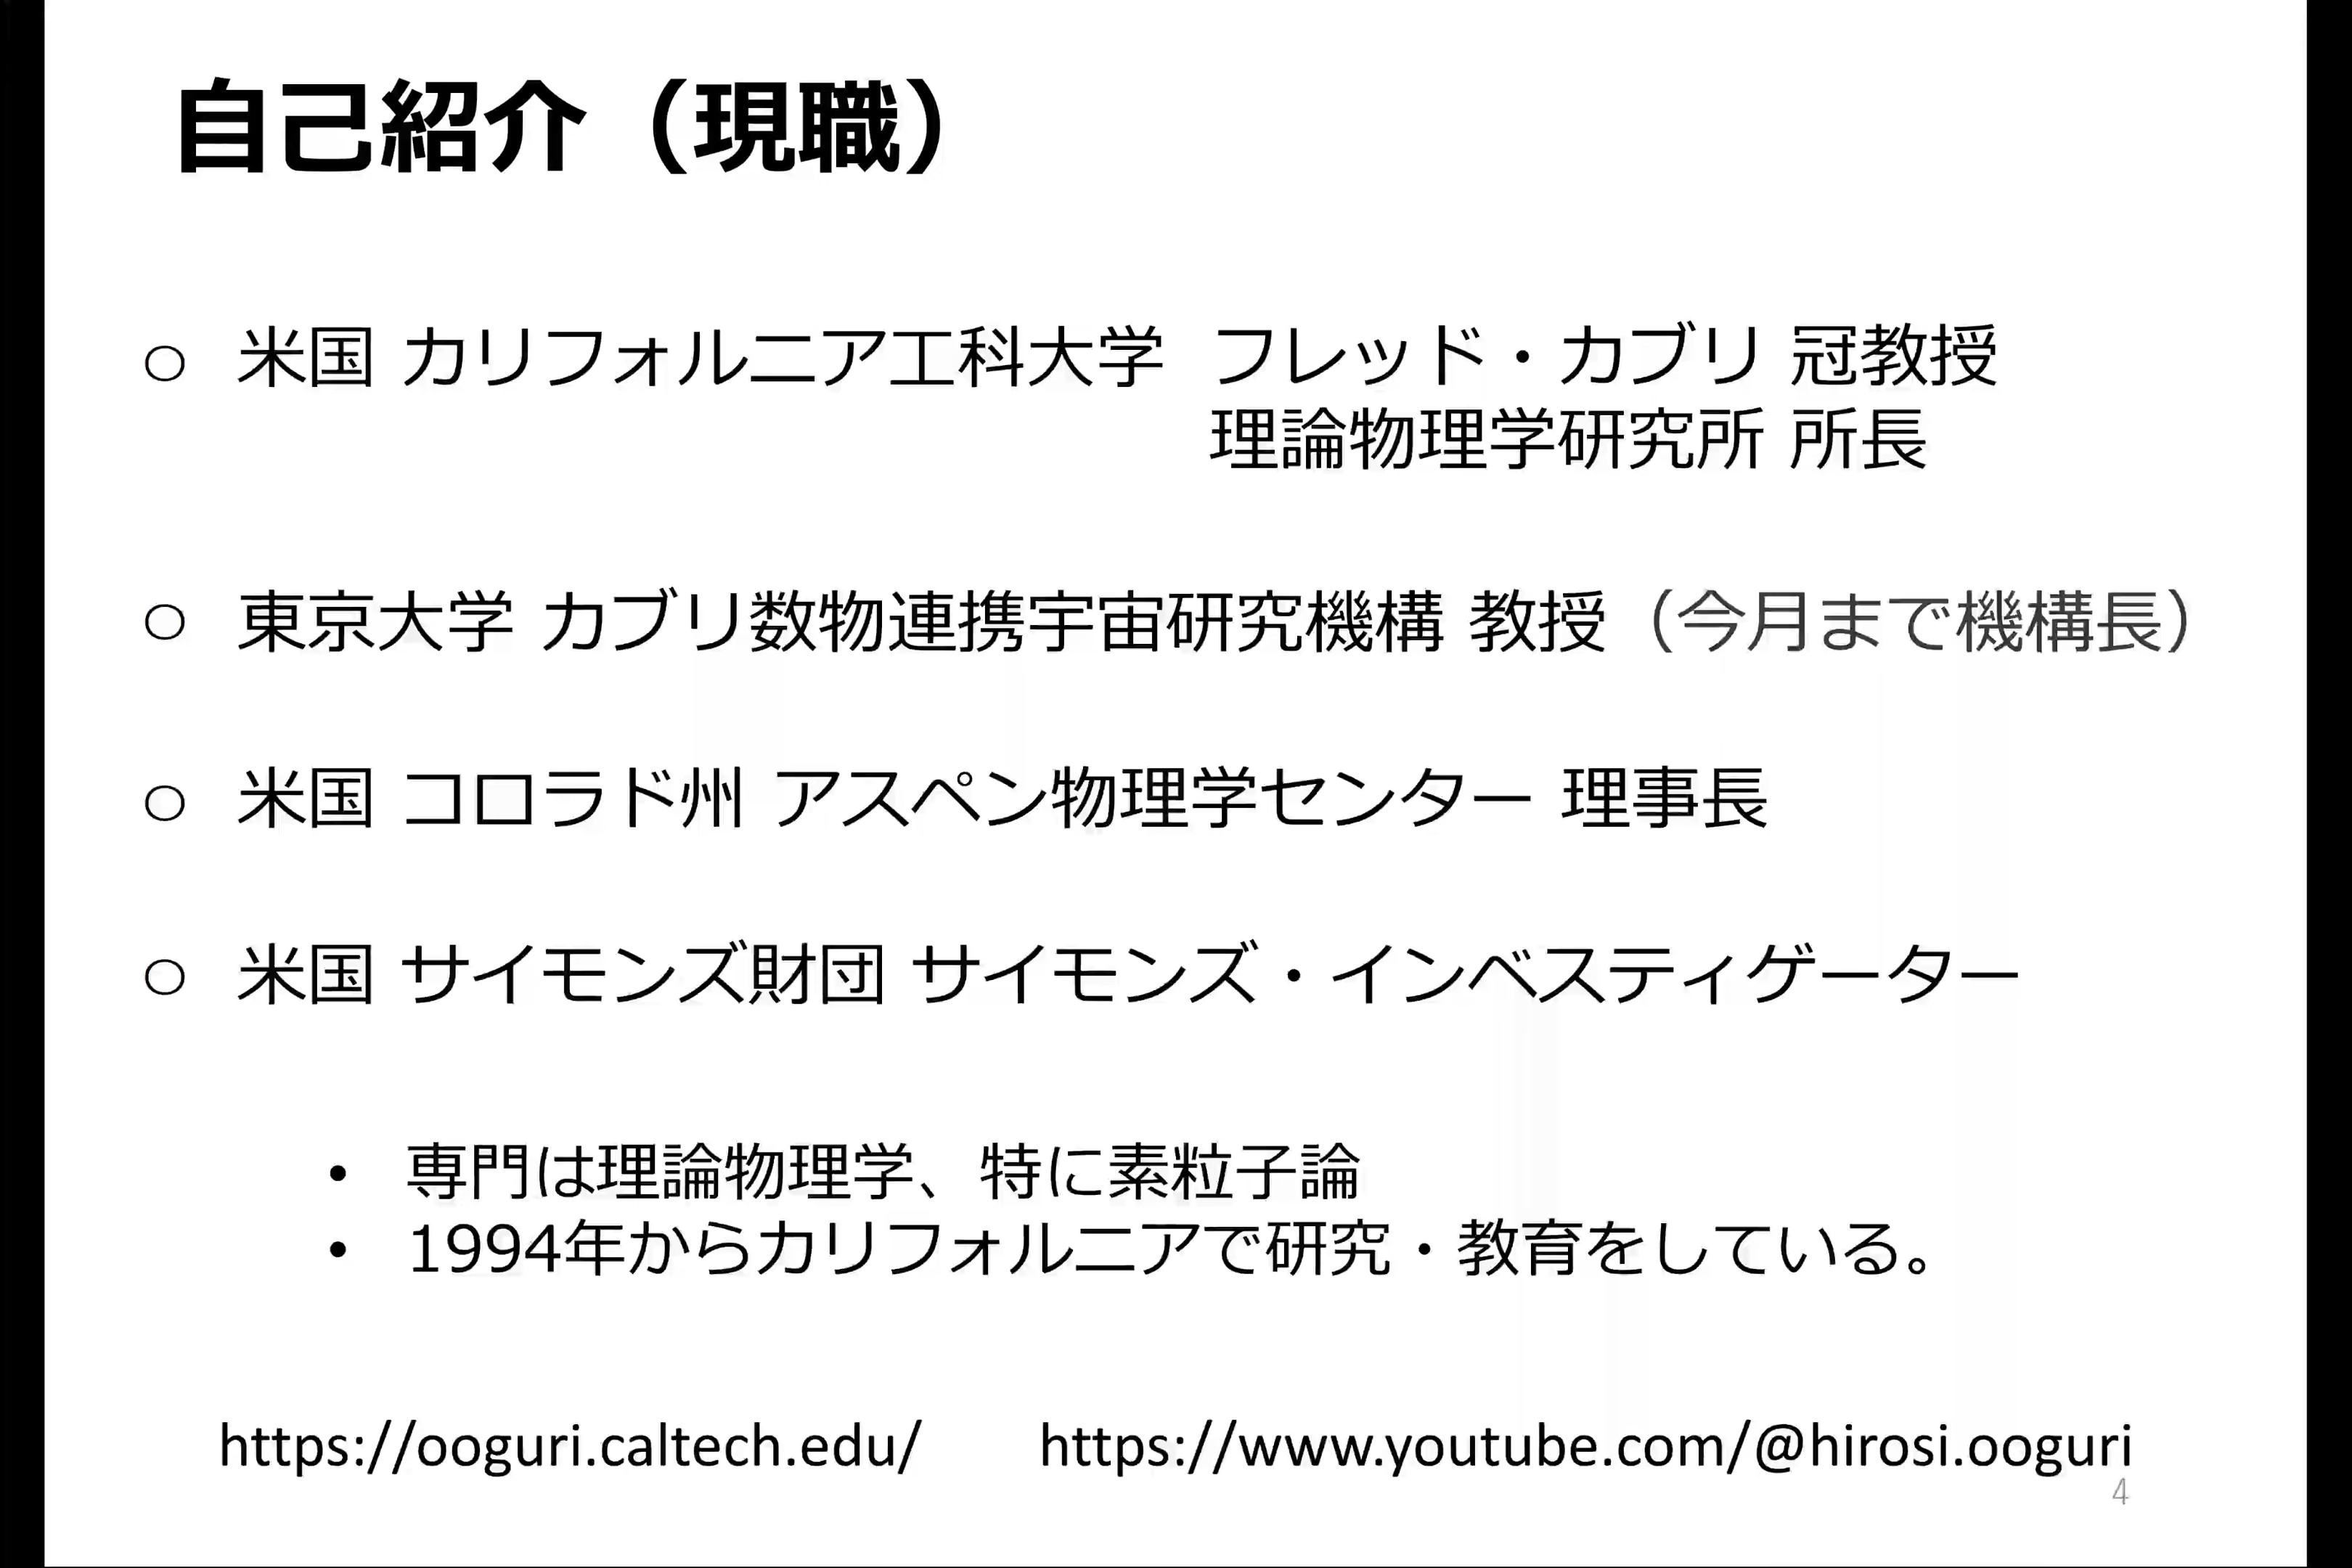 自己紹介（現職）
○ 米国 カリフォルニア工科大学 フレッド・カブリ 冠教授
理論物理学研究所 所長
○ 東京大学 カブリ数物連携宇宙研究機構 教授（今月まで機構長）
○ 米国 コロラド州 アスペン物理学センター 理事長
○ 米国 サイモンズ財団 サイモンズ・インベスティゲーター
• 専門は理論物理学、特に素粒子論
• 1994年からカリフォルニアで研究・教育をしている。
https://ooguri.caltech.edu/ https://www.youtube.com/@hirosi.ooguri
4